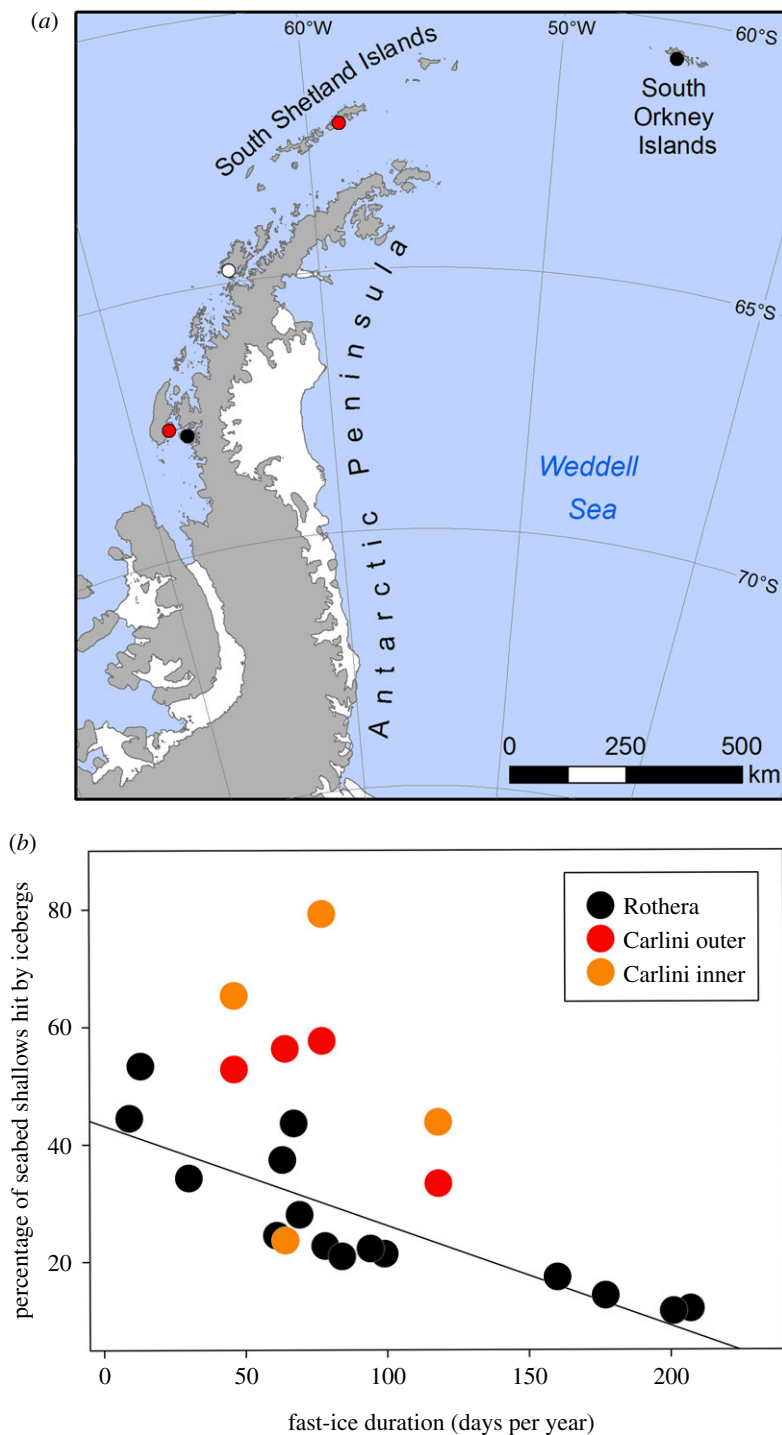 (a)
60°W
50°W
60°S
South Shetland Islands
South
Orkney
Islands
65°S
Antarctic Peninsula
Weddell
Sea
70°S
0 250 500
km
(b)
percentage of seabed shallows hit by icebergs
80
60
40
20
Rothera
Carlini outer
Carlini inner
0 50 100 150 200
fast-ice duration (days per year)